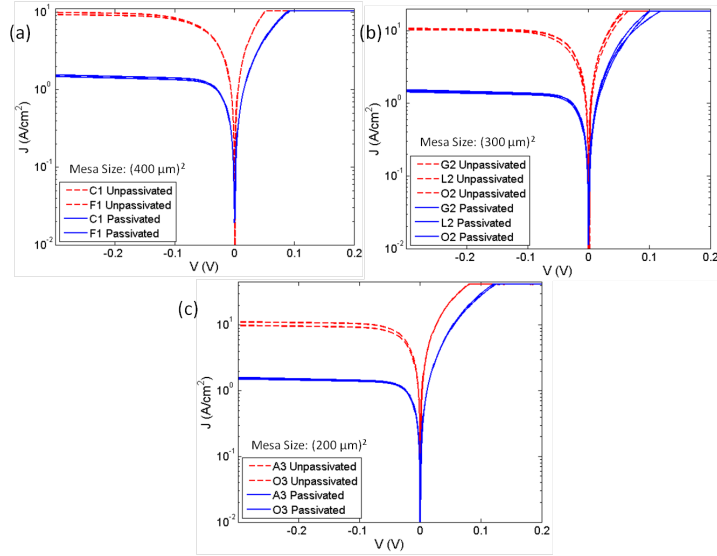 (a)
J (A/cm²)
10¹
10⁰
10⁻¹
10⁻²
Mesa Size: (400 µm)²
C1 Unpassivated
F1 Unpassivated
C1 Passivated
F1 Passivated
-0.2 -0.1 0 0.1 0.2
V (V)
(b)
J (A/cm²)
10¹
10⁰
10⁻¹
10⁻²
Mesa Size: (300 µm)²
G2 Unpassivated
L2 Unpassivated
O2 Unpassivated
G2 Passivated
L2 Passivated
O2 Passivated
-0.2 -0.1 0 0.1 0.2
V (V)
(c)
J (A/cm²)
10¹
10⁰
10⁻¹
10⁻²
Mesa Size: (200 µm)²
A3 Unpassivated
O3 Unpassivated
A3 Passivated
O3 Passivated
-0.2 -0.1 0 0.1 0.2
V (V)